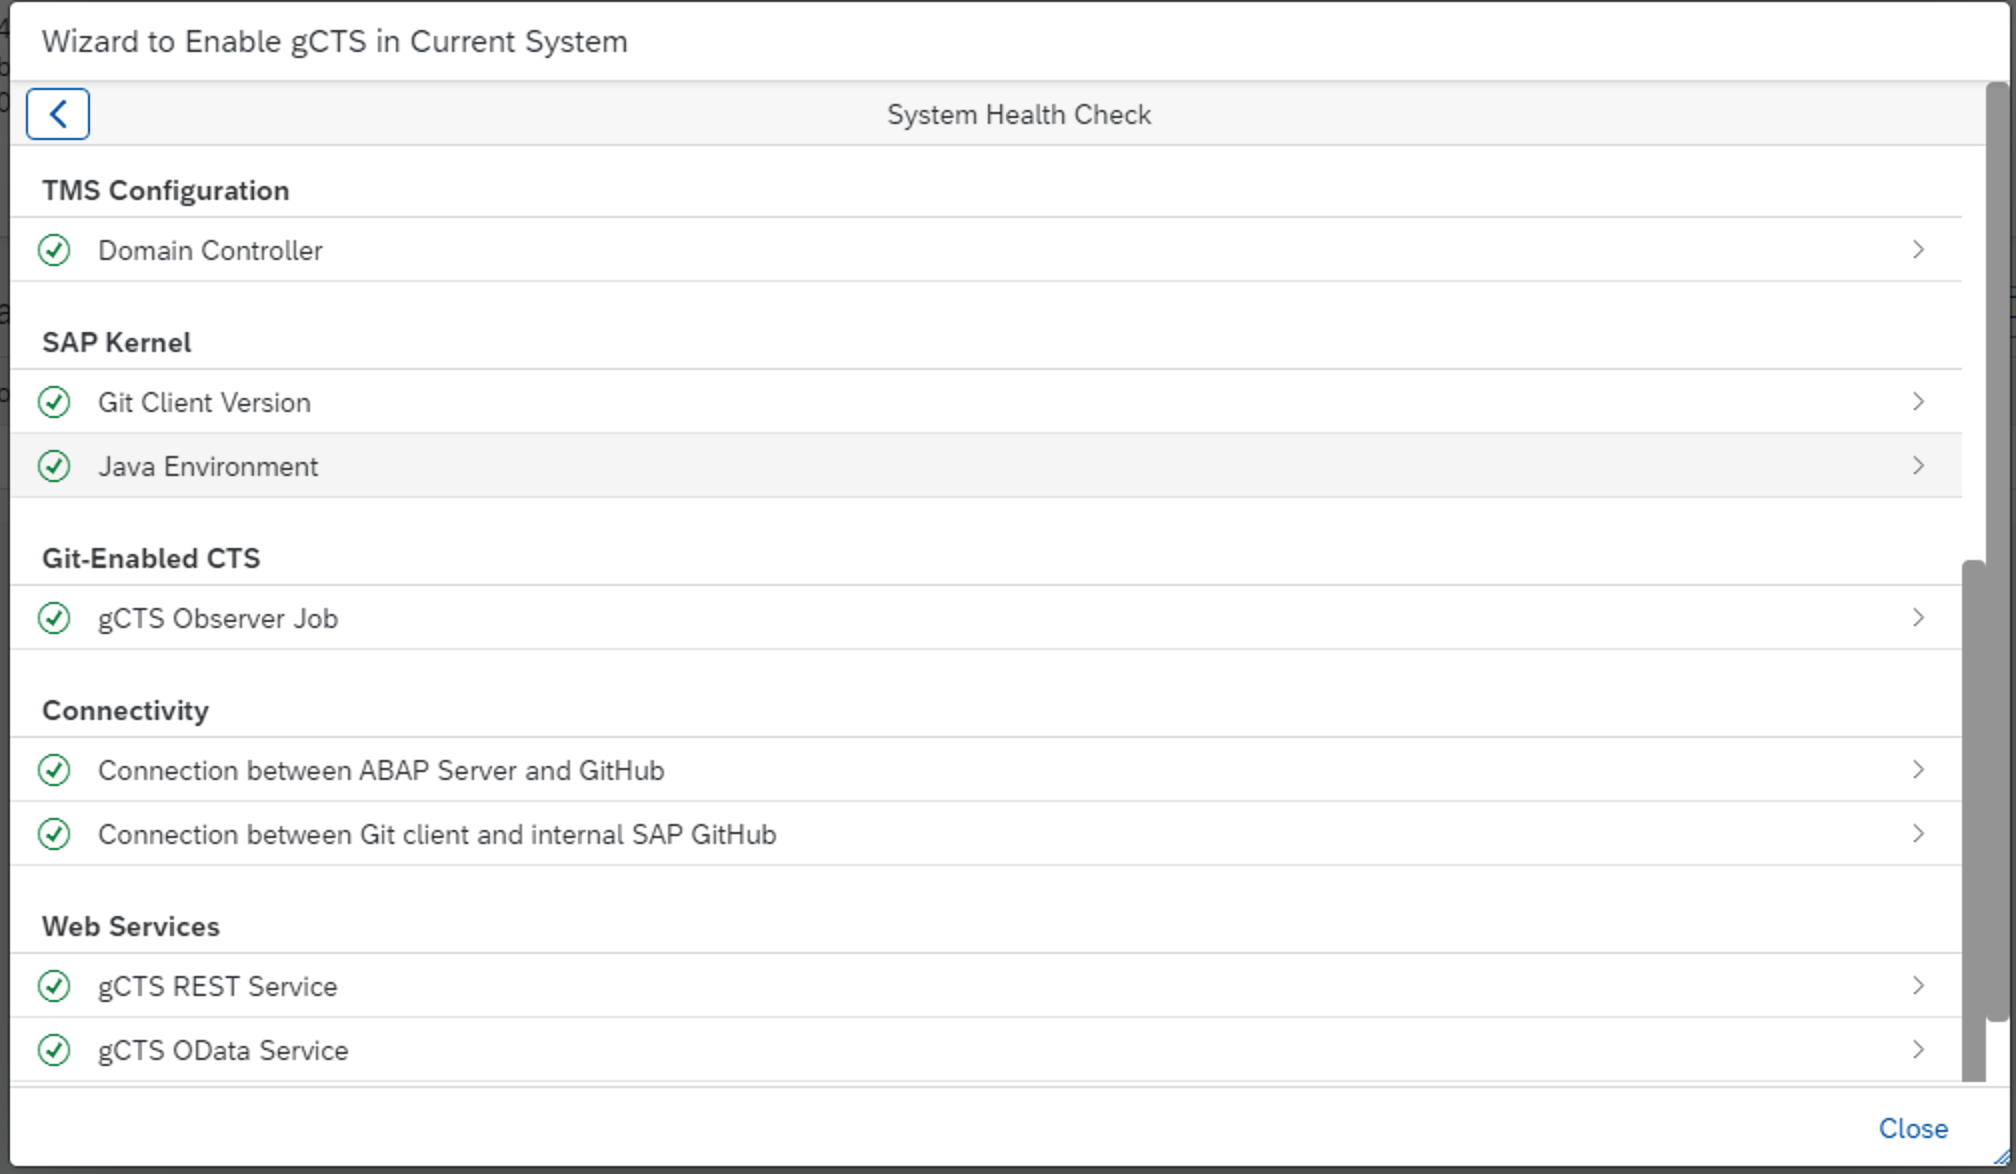 Wizard to Enable gCTS in Current System
System Health Check
TMS Configuration
Domain Controller
SAP Kernel
Git Client Version
Java Environment
Git-Enabled CTS
gCTS Observer Job
Connectivity
Connection between ABAP Server and GitHub
Connection between Git client and internal SAP GitHub
Web Services
gCTS REST Service
gCTS OData Service
Close